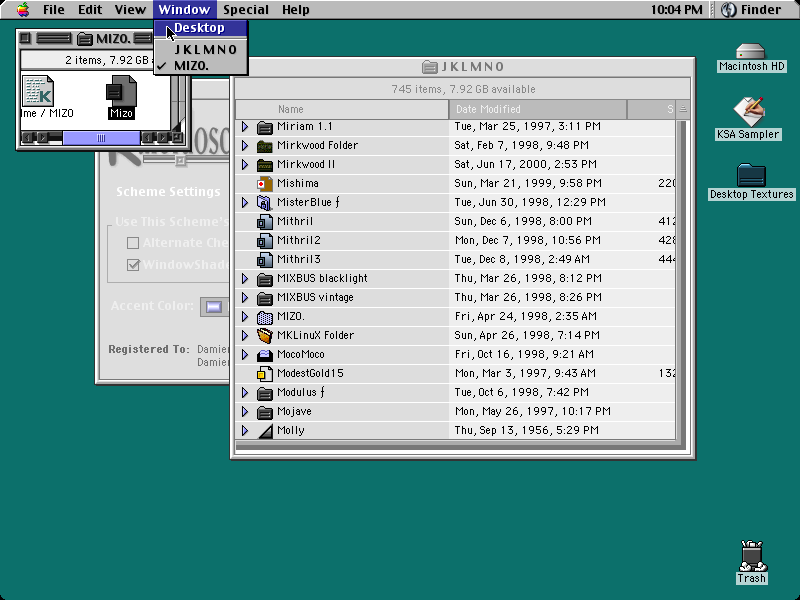 File Edit View Window Special Help 10:04 PM Finder
Desktop
J K L M N O
MIZO.
MIZO.
2 items, 7.92 GB
me / MIZO
Mizo
J K L M N O
745 items, 7.92 GB available
Name Date Modified S
Miriam 1.1 Tue, Mar 25, 1997, 3:11 PM
Mirkwood Folder Sat, Feb 7, 1998, 9:48 PM
Mirkwood II Sat, Jun 17, 2000, 2:53 PM
Mishima Sun, Mar 21, 1999, 9:58 PM 220
MisterBlue ƒ Tue, Jun 30, 1998, 12:29 PM
Mithril Sun, Dec 6, 1998, 8:00 PM 412
Mithril2 Mon, Dec 7, 1998, 10:56 PM 428
Mithril3 Tue, Dec 8, 1998, 2:49 AM 444
MIXBUS blacklight Thu, Mar 26, 1998, 8:12 PM
MIXBUS vintage Thu, Mar 26, 1998, 8:26 PM
MIZO. Fri, Apr 24, 1998, 2:35 AM
MKLinuX Folder Sun, Apr 26, 1998, 7:14 PM
MocoMoco Fri, Oct 16, 1998, 9:21 AM
ModestGold15 Mon, Mar 3, 1997, 9:43 AM 132
Modulus ƒ Tue, Oct 6, 1998, 7:42 PM
Mojave Mon, May 26, 1997, 10:17 PM
Molly Thu, Sep 13, 1956, 5:29 PM
Scheme Settings
Use This Scheme's
Alternate Che
WindowShad
Accent Color:
Registered To: Damien
Damien
Macintosh HD
KSA Sampler
Desktop Textures
Trash